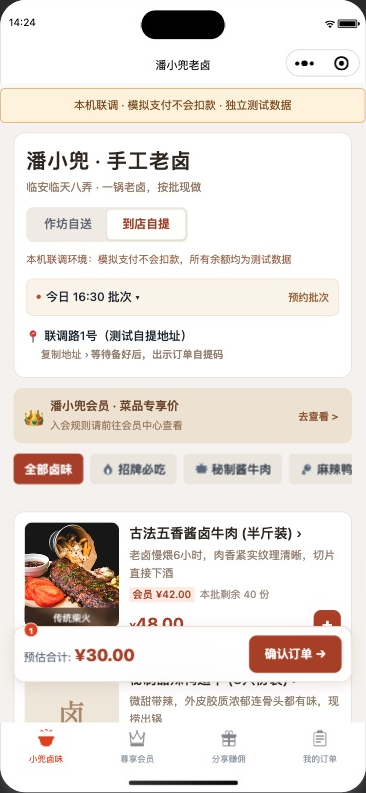 14:24
潘小兜老卤
本机联调 · 模拟支付不会扣款 · 独立测试数据
潘小兜 · 手工老卤
临安临天八弄 · 一锅老卤，按批现做
作坊自送
到店自提
本机联调环境：模拟支付不会扣款，所有余额均为测试数据
今日 16:30 批次
预约批次
联调路1号（测试自提地址）
复制地址 › 等待备好后，出示订单自提码
潘小兜会员 · 菜品专享价
去查看 >
入会规则请前往会员中心查看
全部卤味
招牌必吃
秘制酱牛肉
麻辣鸭
古法五香酱卤牛肉 (半斤装) ›
老卤慢煨6小时，肉香紧实纹理清晰，切片
直接下酒
会员 ¥42.00
本批剩余 40 份
传统柴火
¥48.00
1
预估合计: ¥30.00
确认订单 →
卤
微甜带辣，外皮胶质浓郁连骨头都有味，现
捞出锅
小兜卤味
尊享会员
分享赚佣
我的订单